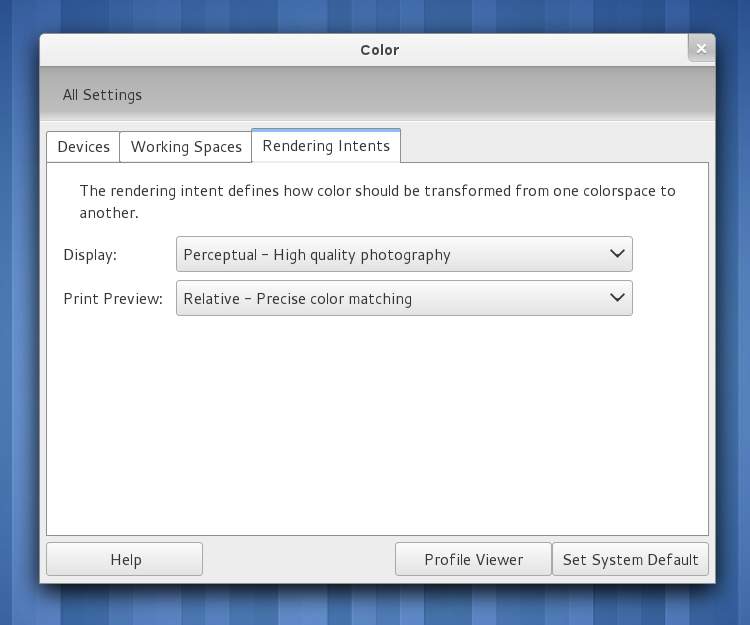 Color
All Settings
Devices
Working Spaces
Rendering Intents
The rendering intent defines how color should be transformed from one colorspace to
another.
Display:
Perceptual - High quality photography
Print Preview:
Relative - Precise color matching
Help
Profile Viewer
Set System Default